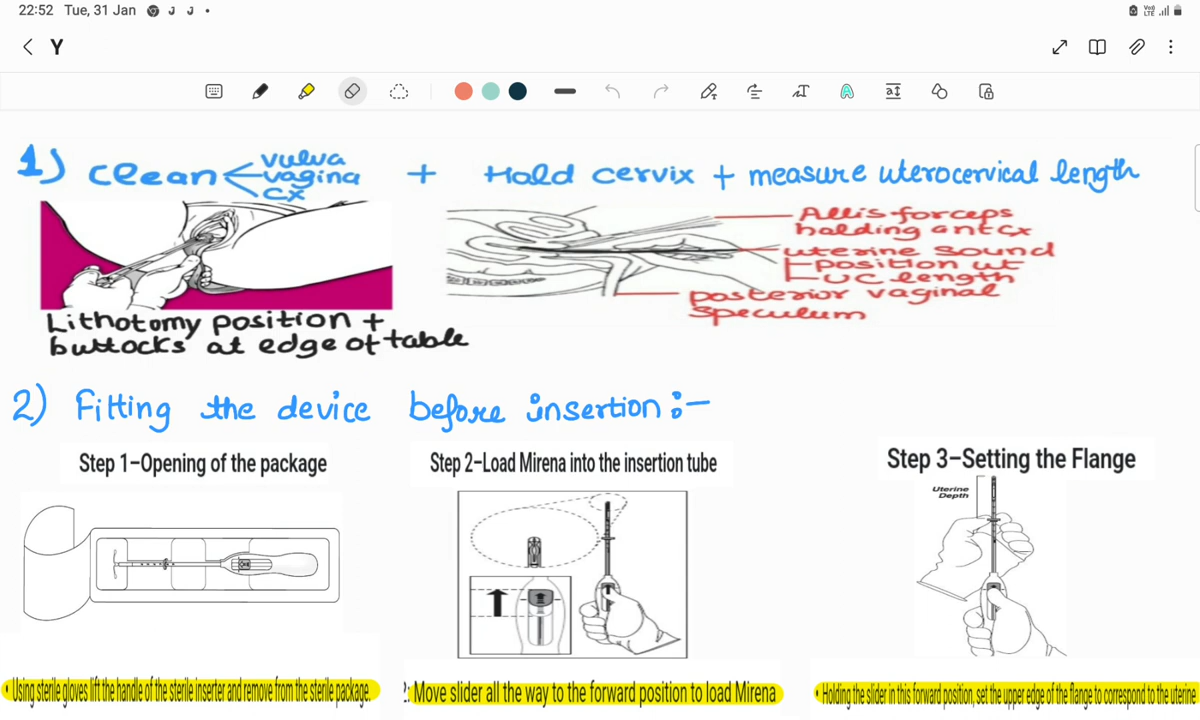 22:52 Tue, 31 Jan
Y
1) Clean vulva vagina cx + Hold cervix + measure uterocervical length
Allis forceps
holding ant cx
uterine sound
position ut
UC length
posterior vaginal
speculum
Lithotomy position +
buttocks at edge of table
2) Fitting the device before insertion :-
Step 1-Opening of the package
Step 2-Load Mirena into the insertion tube
Step 3-Setting the Flange
Uterine
Depth
• Using sterile gloves lift the handle of the sterile inserter and remove from the sterile package.
: Move slider all the way to the forward position to load Mirena
• Holding the slider in this forward position, set the upper edge of the flange to correspond to the uterine